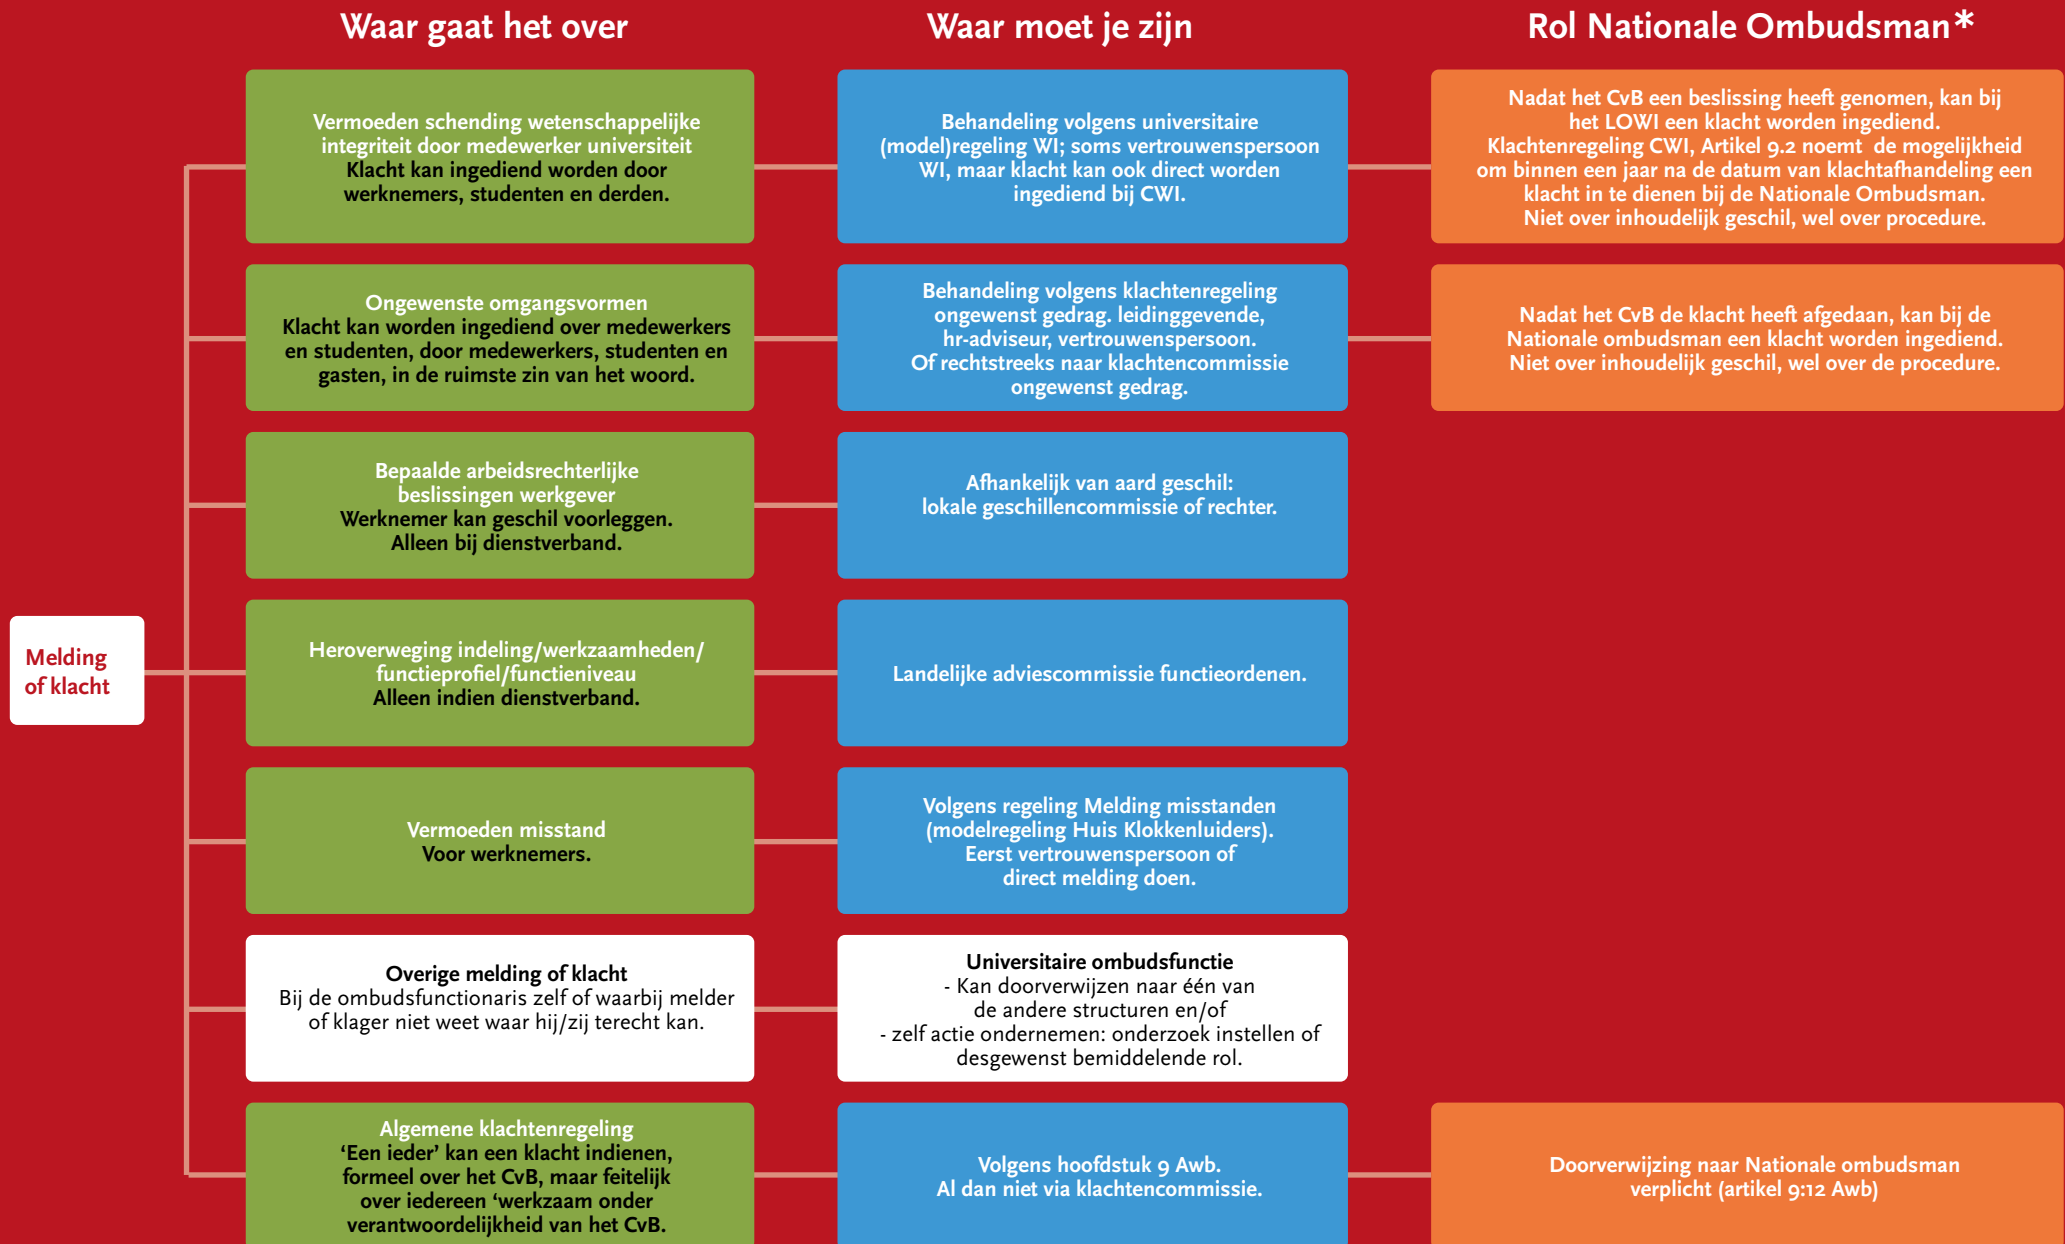 Waar gaat het over
Waar moet je zijn
Rol Nationale Ombudsman*
Melding
of klacht
Vermoeden schending wetenschappelijke
integriteit door medewerker universiteit
Klacht kan ingediend worden door
werknemers, studenten en derden.
Behandeling volgens universitaire
(model)regeling WI; soms vertrouwenspersoon
WI, maar klacht kan ook direct worden
ingediend bij CWI.
Nadat het CvB een beslissing heeft genomen, kan bij
het LOWI een klacht worden ingediend.
Klachtenregeling CWI, Artikel 9.2 noemt de mogelijkheid
om binnen een jaar na de datum van klachtafhandeling een
klacht in te dienen bij de Nationale Ombudsman.
Niet over inhoudelijk geschil, wel over procedure.
Ongewenste omgangsvormen
Klacht kan worden ingediend over medewerkers
en studenten, door medewerkers, studenten en
gasten, in de ruimste zin van het woord.
Behandeling volgens klachtenregeling
ongewenst gedrag. leidinggevende,
hr-adviseur, vertrouwenspersoon.
Of rechtstreeks naar klachtencommissie
ongewenst gedrag.
Nadat het CvB de klacht heeft afgedaan, kan bij de
Nationale ombudsman een klacht worden ingediend.
Niet over inhoudelijk geschil, wel over de procedure.
Bepaalde arbeidsrechterlijke
beslissingen werkgever
Werknemer kan geschil voorleggen.
Alleen bij dienstverband.
Afhankelijk van aard geschil:
lokale geschillencommissie of rechter.
Heroverweging indeling/werkzaamheden/
functieprofiel/functieniveau
Alleen indien dienstverband.
Landelijke adviescommissie functieordenen.
Vermoeden misstand
Voor werknemers.
Volgens regeling Melding misstanden
(modelregeling Huis Klokkenluiders).
Eerst vertrouwenspersoon of
direct melding doen.
Overige melding of klacht
Bij de ombudsfunctionaris zelf of waarbij melder
of klager niet weet waar hij/zij terecht kan.
Universitaire ombudsfunctie
- Kan doorverwijzen naar één van
de andere structuren en/of
- zelf actie ondernemen: onderzoek instellen of
desgewenst bemiddelende rol.
Algemene klachtenregeling
‘Een ieder’ kan een klacht indienen,
formeel over het CvB, maar feitelijk
over iedereen ‘werkzaam onder
verantwoordelijkheid van het CvB.
Volgens hoofdstuk 9 Awb.
Al dan niet via klachtencommissie.
Doorverwijzing naar Nationale ombudsman
verplicht (artikel 9:12 Awb)